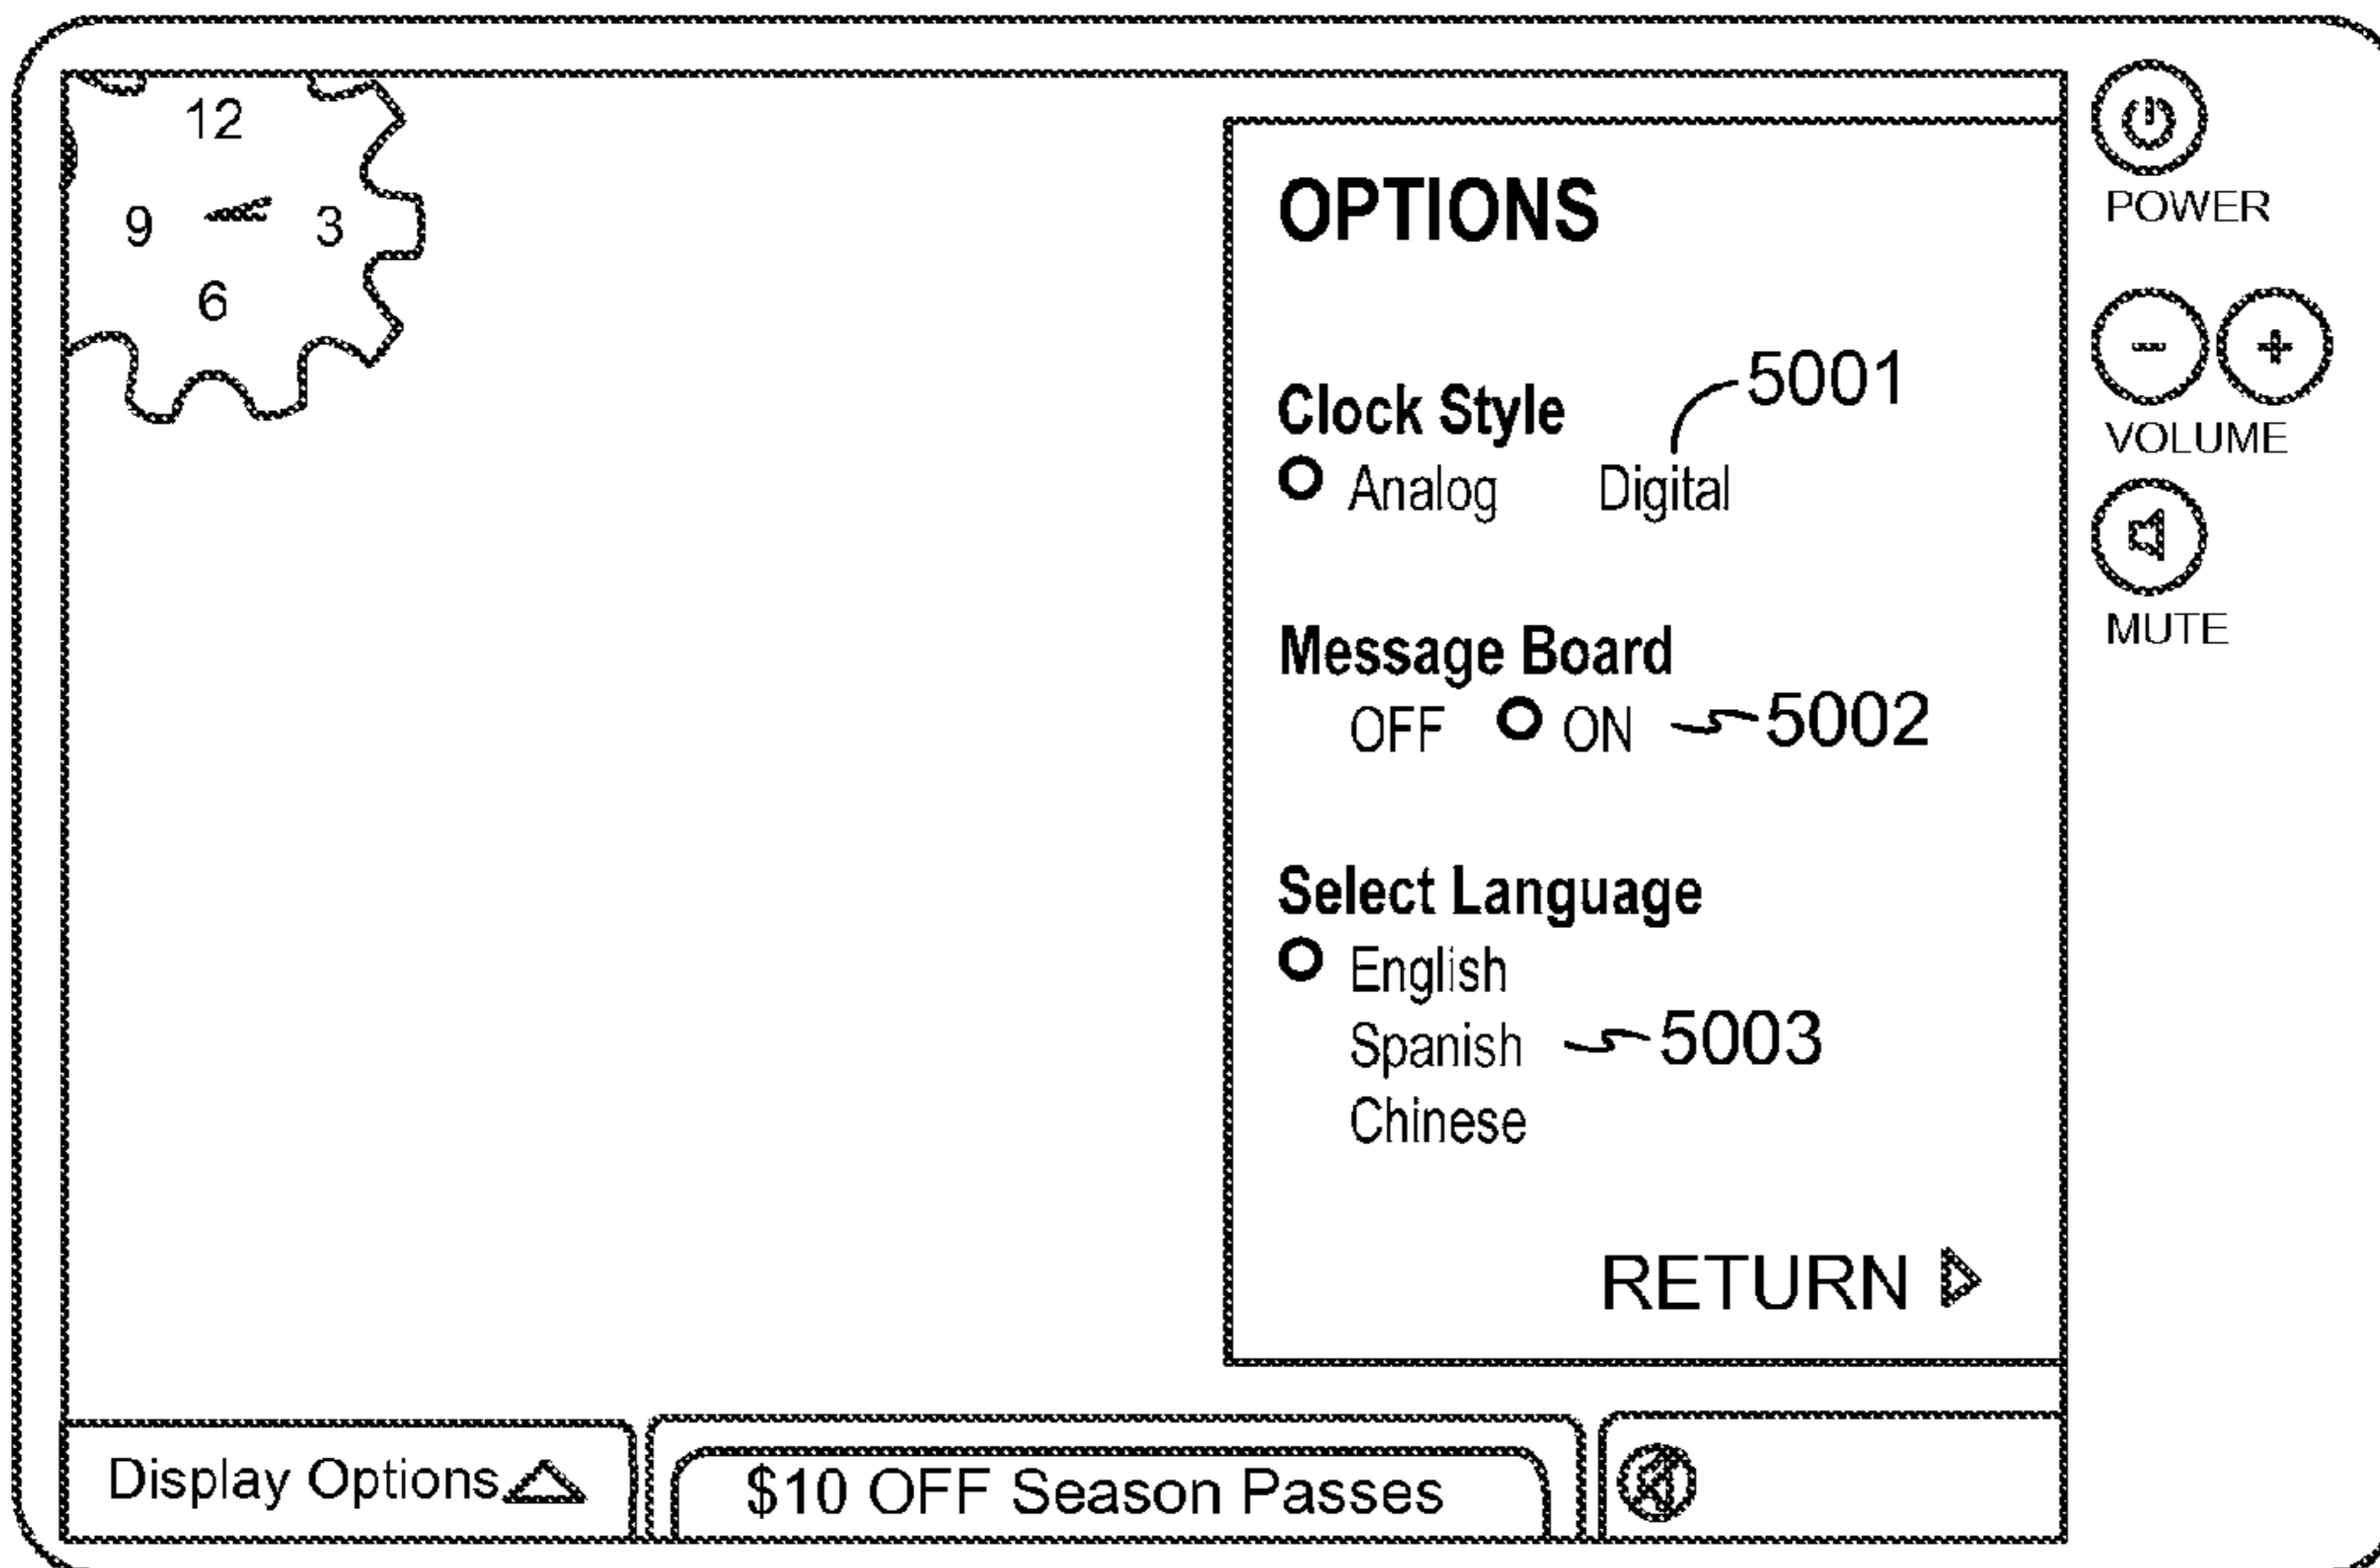 12
9 3
6
OPTIONS
Clock Style
5001
Analog Digital
Message Board
OFF ON 5002
Select Language
English
Spanish 5003
Chinese
RETURN
Display Options
$10 OFF Season Passes
POWER
- +
VOLUME
MUTE